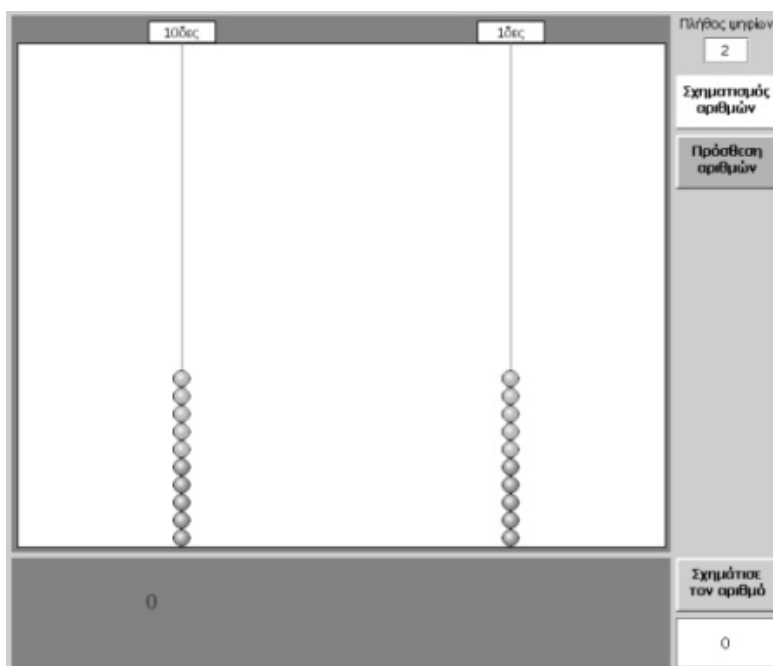 10δες
1δες
Πλήθος ψηφίων
2
Σχηματισμός
αριθμών
Πρόσθεση
αριθμών
0
Σχημάτισε
τον αριθμό
0